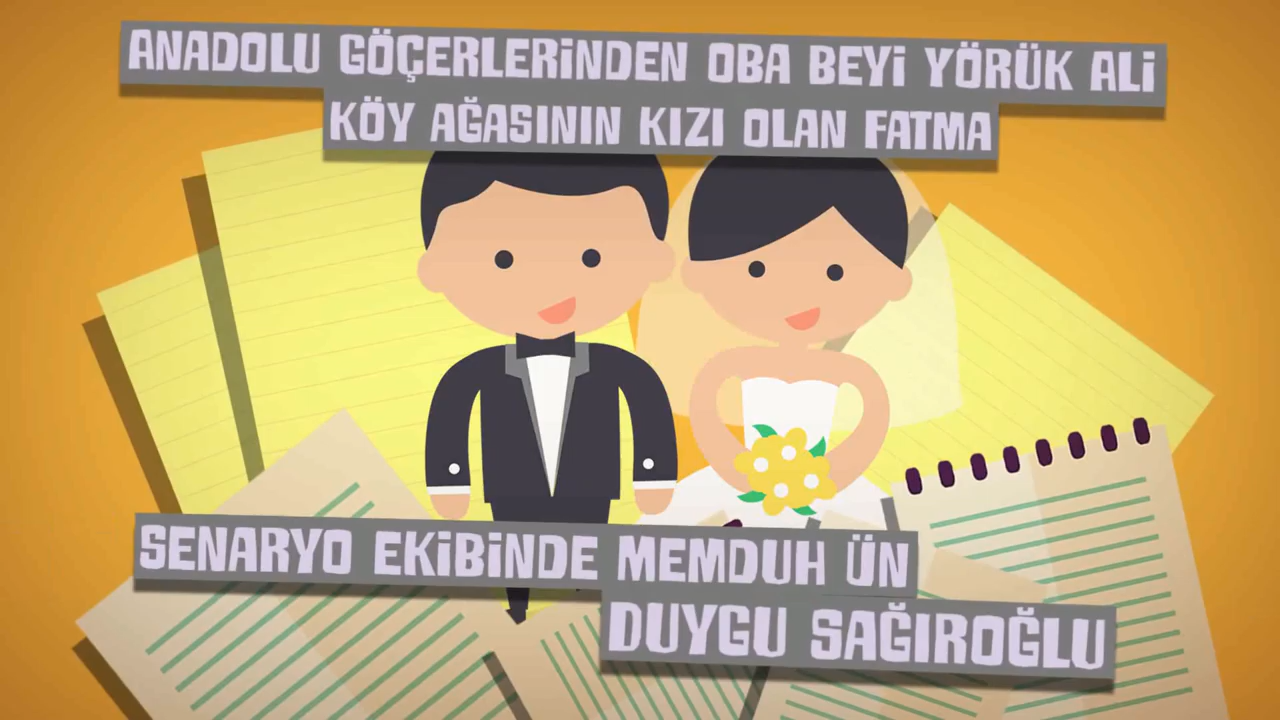 ANADOLU GÖÇERLERİNDEN OBA BEYİ YÖRÜK ALİ
KÖY AĞASININ KIZI OLAN FATMA
SENARYO EKİBİNDE MEMDUH ÜN
DUYGU SAĞIROĞLU